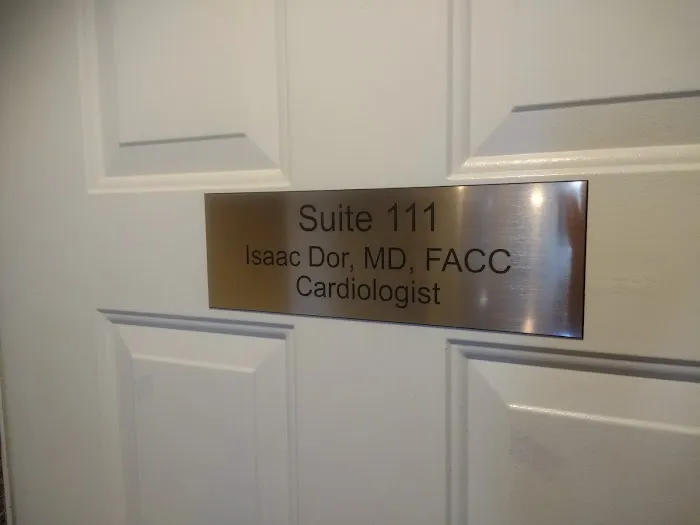 Suite 111
Isaac Dor, MD, FACC
Cardiologist